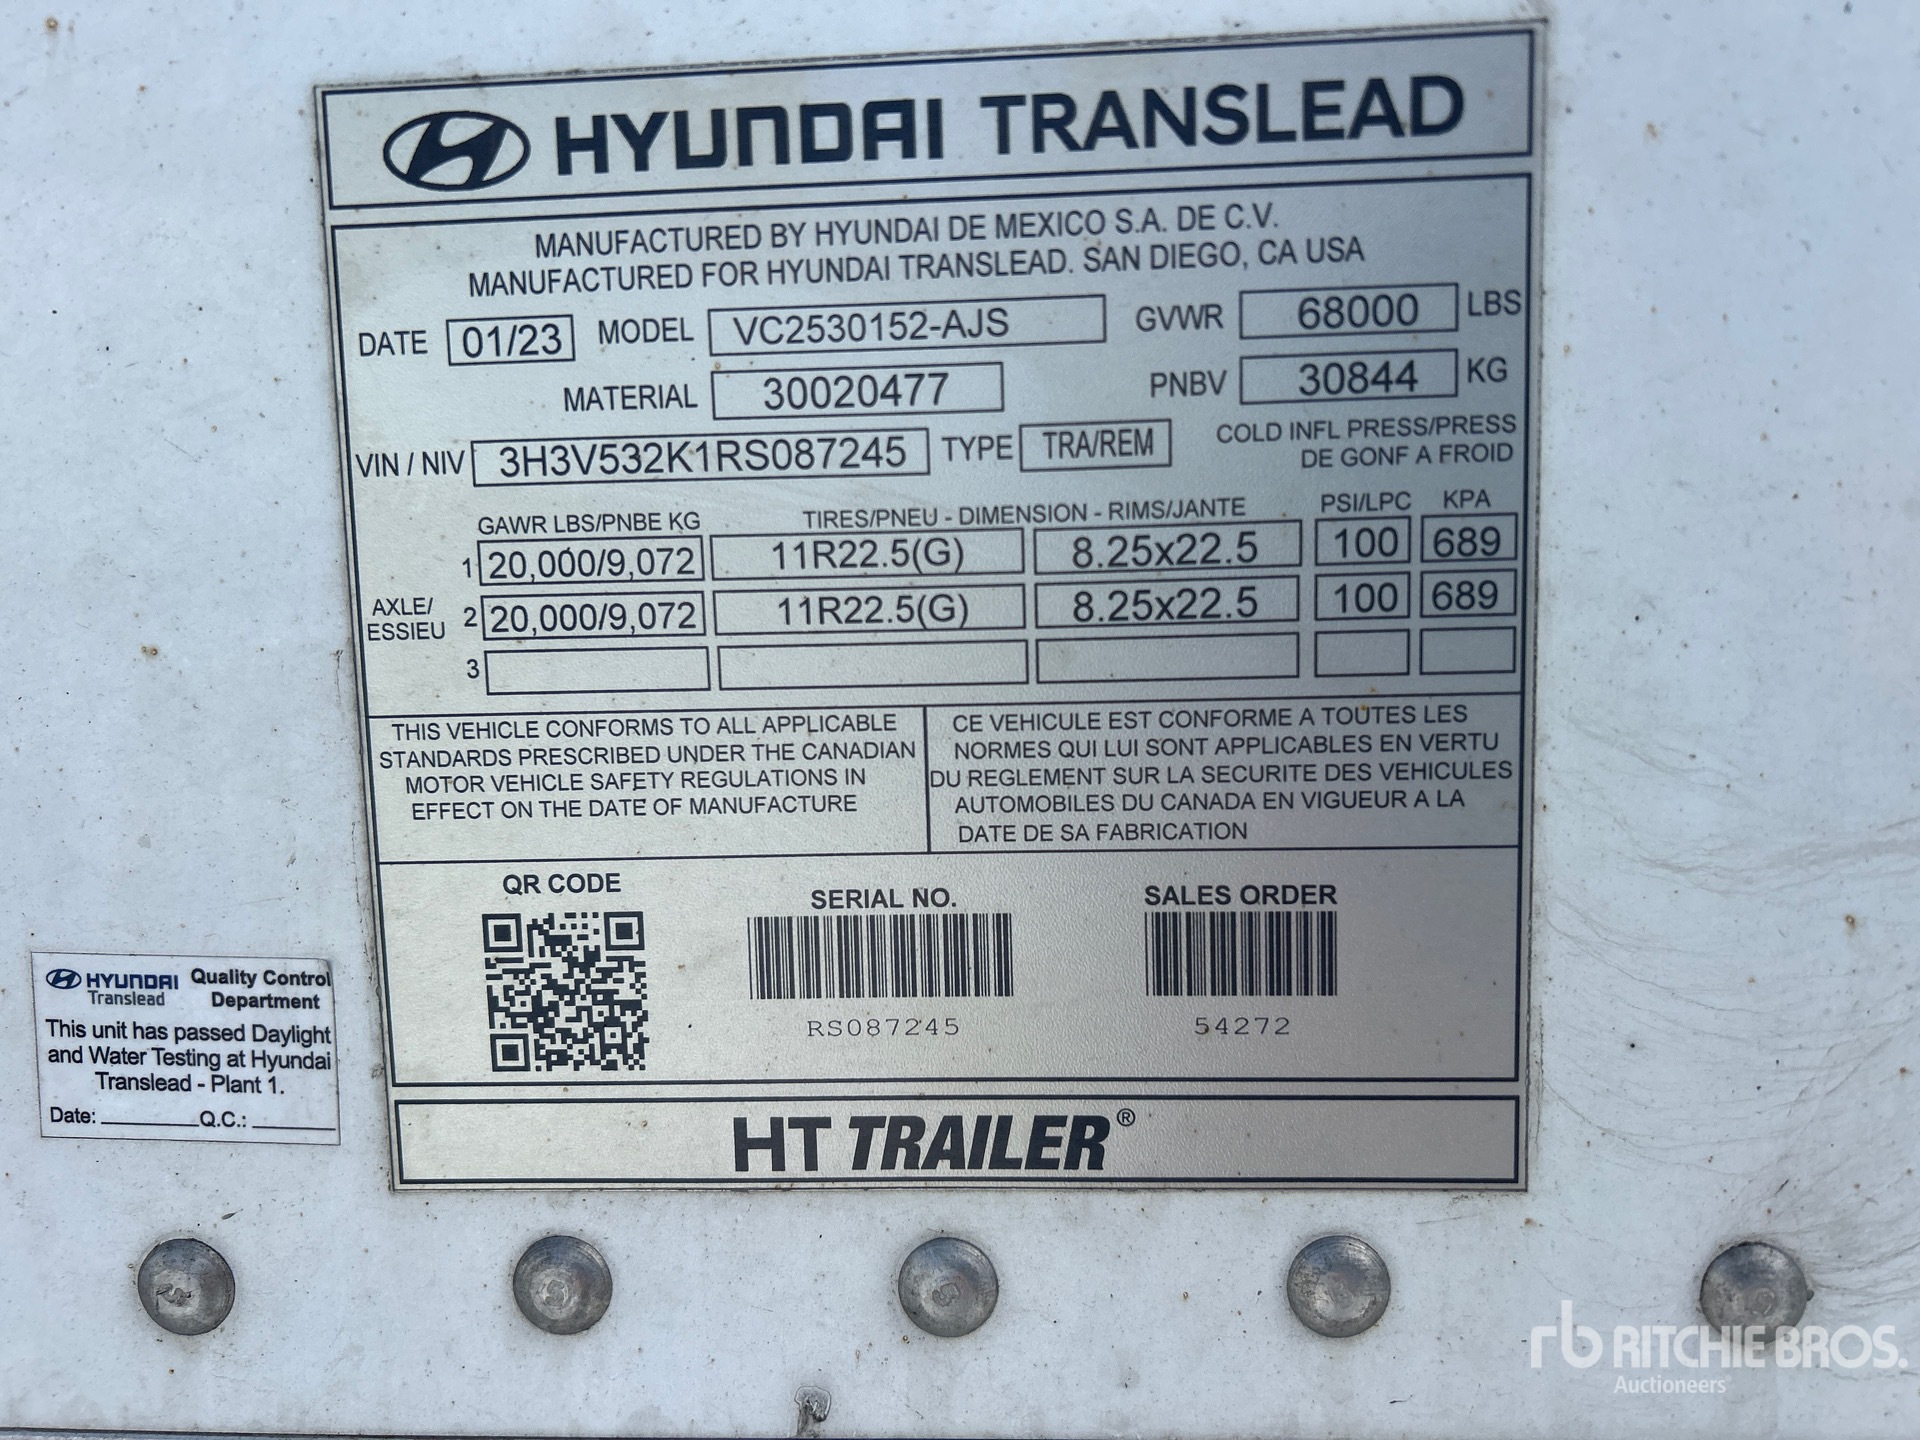 HYUNDAI TRANSLEAD
MANUFACTURED BY HYUNDAI DE MEXICO S.A. DE C.V.
MANUFACTURED FOR HYUNDAI TRANSLEAD. SAN DIEGO, CA USA
DATE 01/23 MODEL VC2530152-AJS GVWR 68000 LBS
MATERIAL 30020477 PNBV 30844 KG
VIN / NIV 3H3V532K1RS087245 TYPE TRA/REM COLD INFL PRESS/PRESS
DE GONF A FROID
GAWR LBS/PNBE KG TIRES/PNEU - DIMENSION - RIMS/JANTE PSI/LPC KPA
1 20,000/9,072 11R22.5(G) 8.25x22.5 100 689
AXLE/
ESSIEU
2 20,000/9,072 11R22.5(G) 8.25x22.5 100 689
3
THIS VEHICLE CONFORMS TO ALL APPLICABLE
STANDARDS PRESCRIBED UNDER THE CANADIAN
MOTOR VEHICLE SAFETY REGULATIONS IN
EFFECT ON THE DATE OF MANUFACTURE
CE VEHICULE EST CONFORME A TOUTES LES
NORMES QUI LUI SONT APPLICABLES EN VERTU
DU REGLEMENT SUR LA SECURITE DES VEHICULES
AUTOMOBILES DU CANADA EN VIGUEUR A LA
DATE DE SA FABRICATION
QR CODE
SERIAL NO.
RS087245
SALES ORDER
54272
HT TRAILER®
HYUNDAI Translead
Quality Control
Department
This unit has passed Daylight
and Water Testing at Hyundai
Translead - Plant 1.
Date: Q.C.:
rb RITCHIE BROS.
Auctioneers